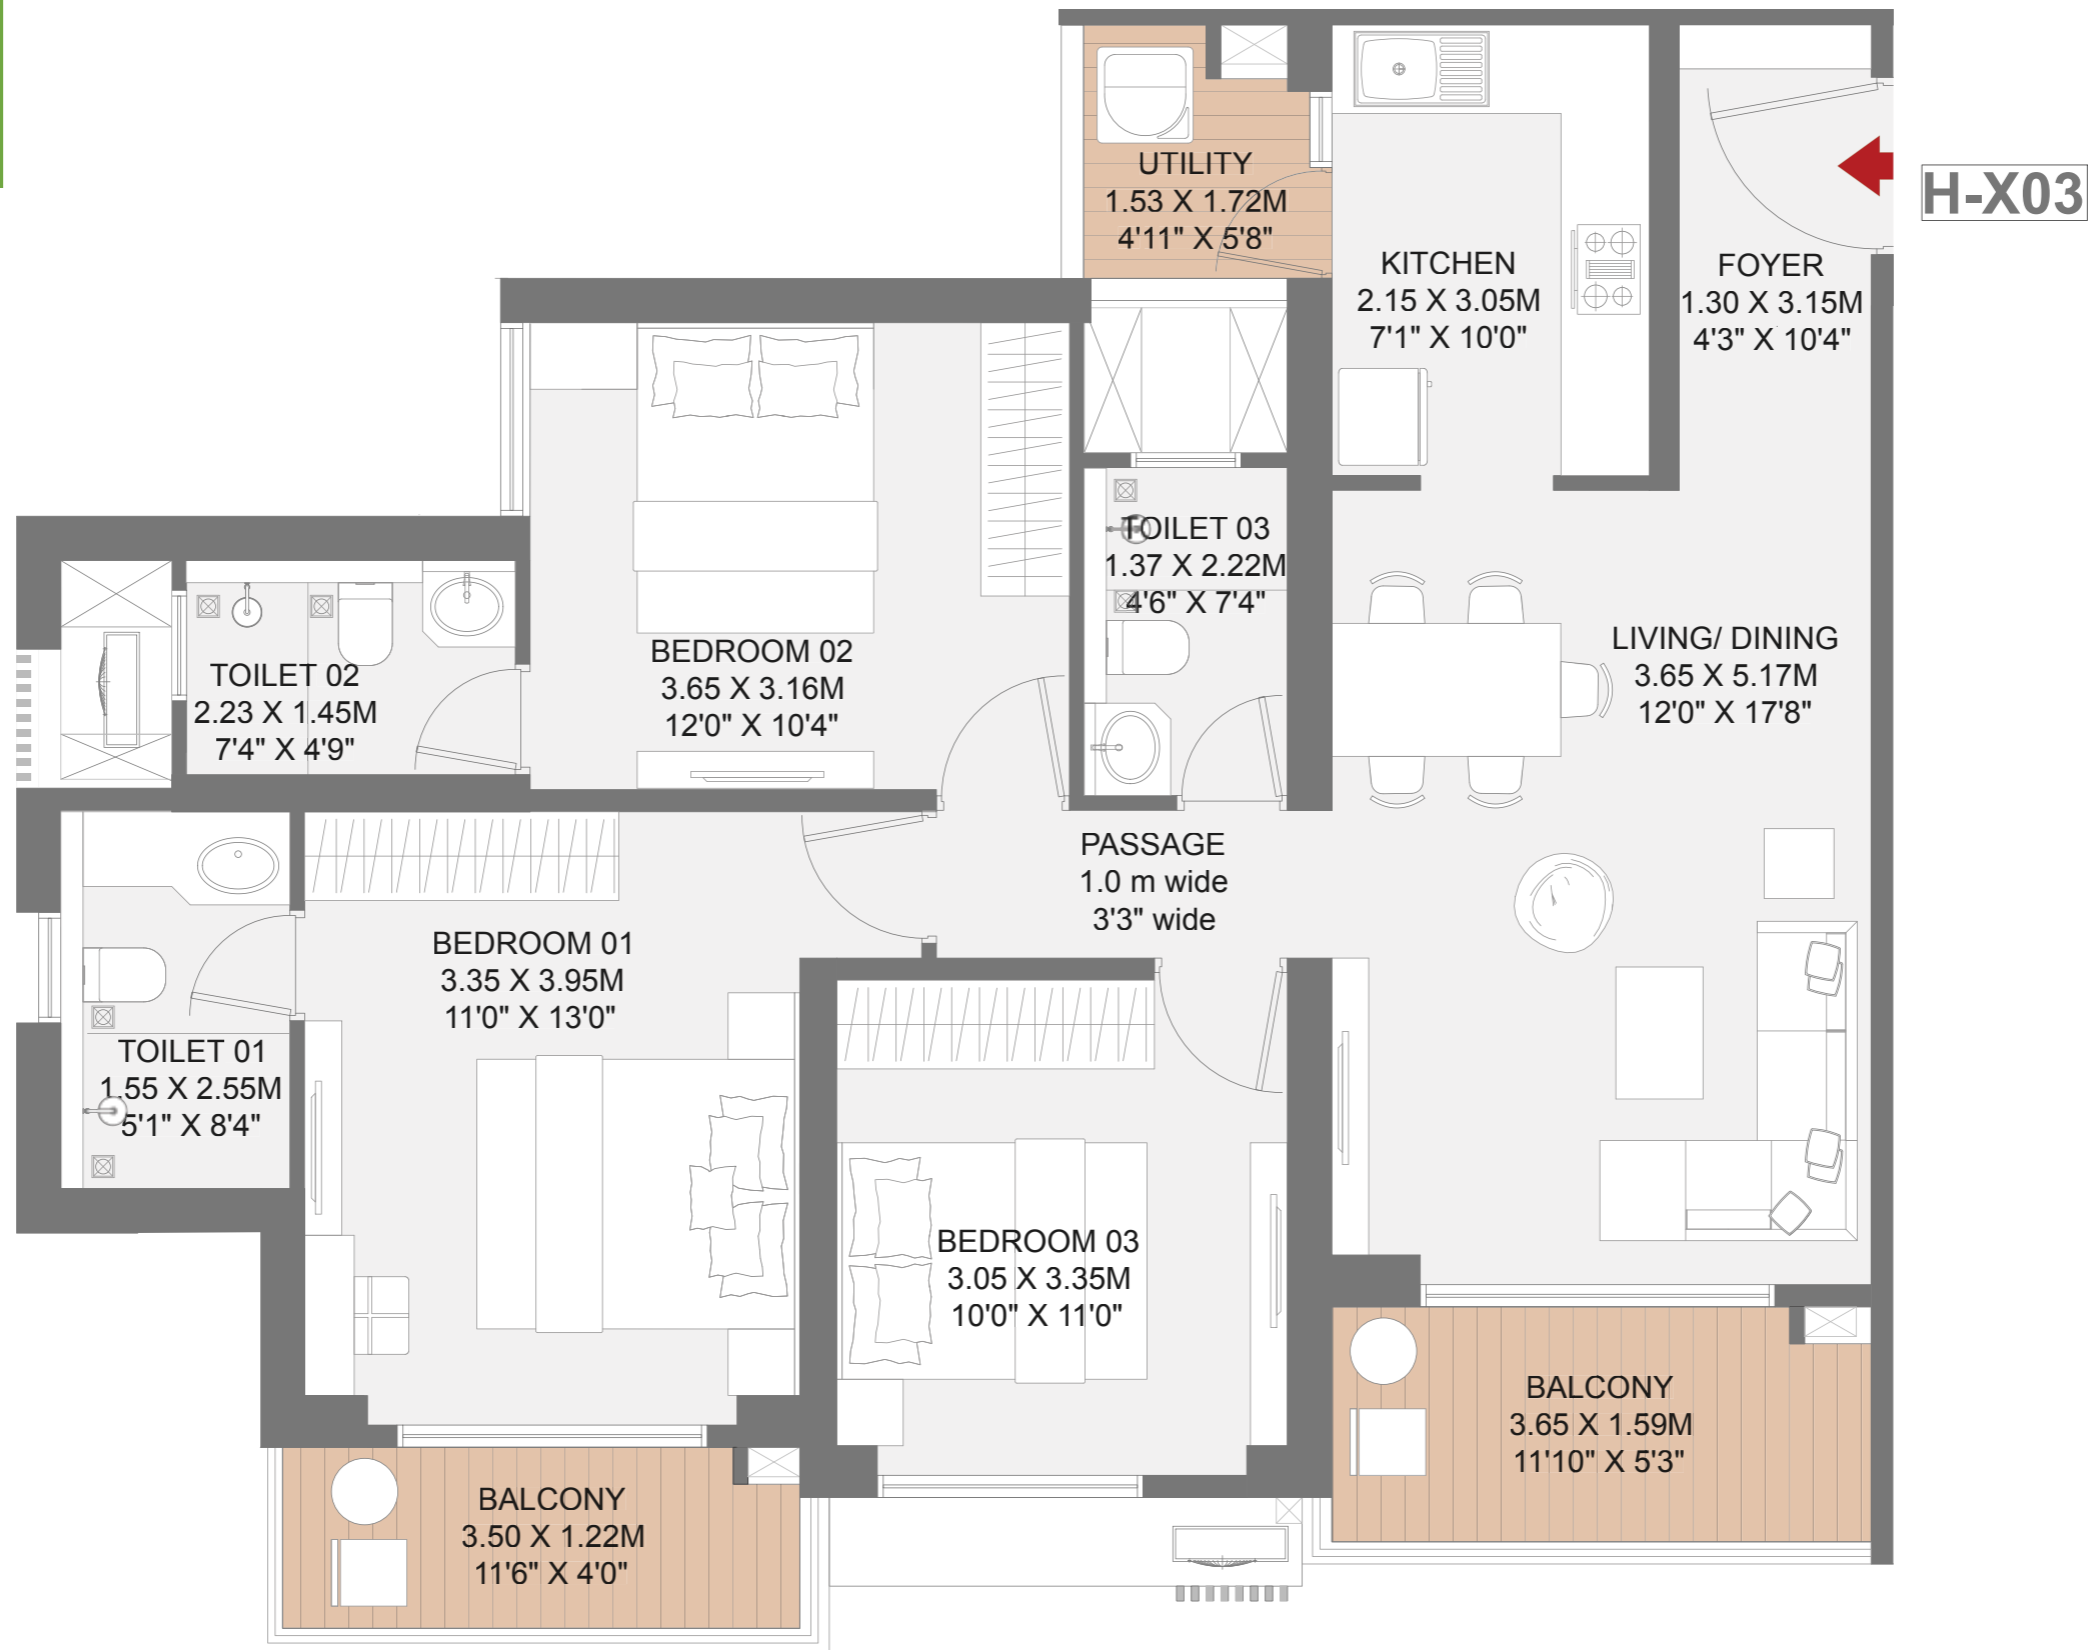 UTILITY
1.53 X 1.72M
4'11" X 5'8"
H-X03
KITCHEN
2.15 X 3.05M
7'1" X 10'0"
FOYER
1.30 X 3.15M
4'3" X 10'4"
TOILET 03
1.37 X 2.22M
4'6" X 7'4"
BEDROOM 02
3.65 X 3.16M
12'0" X 10'4"
LIVING/ DINING
3.65 X 5.17M
12'0" X 17'8"
TOILET 02
2.23 X 1.45M
7'4" X 4'9"
PASSAGE
1.0 m wide
3'3" wide
BEDROOM 01
3.35 X 3.95M
11'0" X 13'0"
TOILET 01
1.55 X 2.55M
5'1" X 8'4"
BEDROOM 03
3.05 X 3.35M
10'0" X 11'0"
BALCONY
3.65 X 1.59M
11'10" X 5'3"
BALCONY
3.50 X 1.22M
11'6" X 4'0"